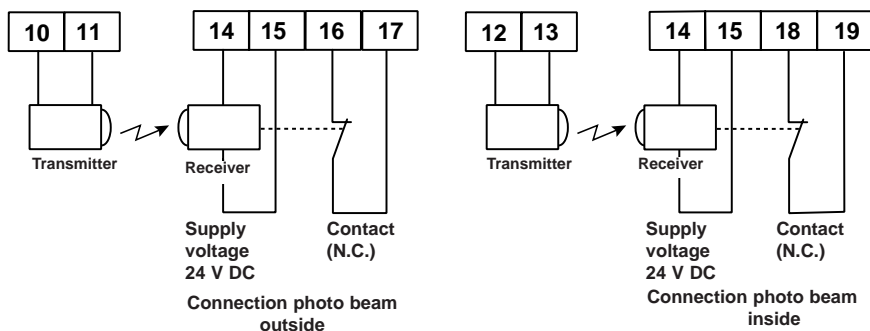 10 11 14 15 16 17
Transmitter
Receiver
Supply
voltage
24 V DC
Contact
(N.C.)
Connection photo beam
outside
12 13 14 15 18 19
Transmitter
Receiver
Supply
voltage
24 V DC
Contact
(N.C.)
Connection photo beam
inside